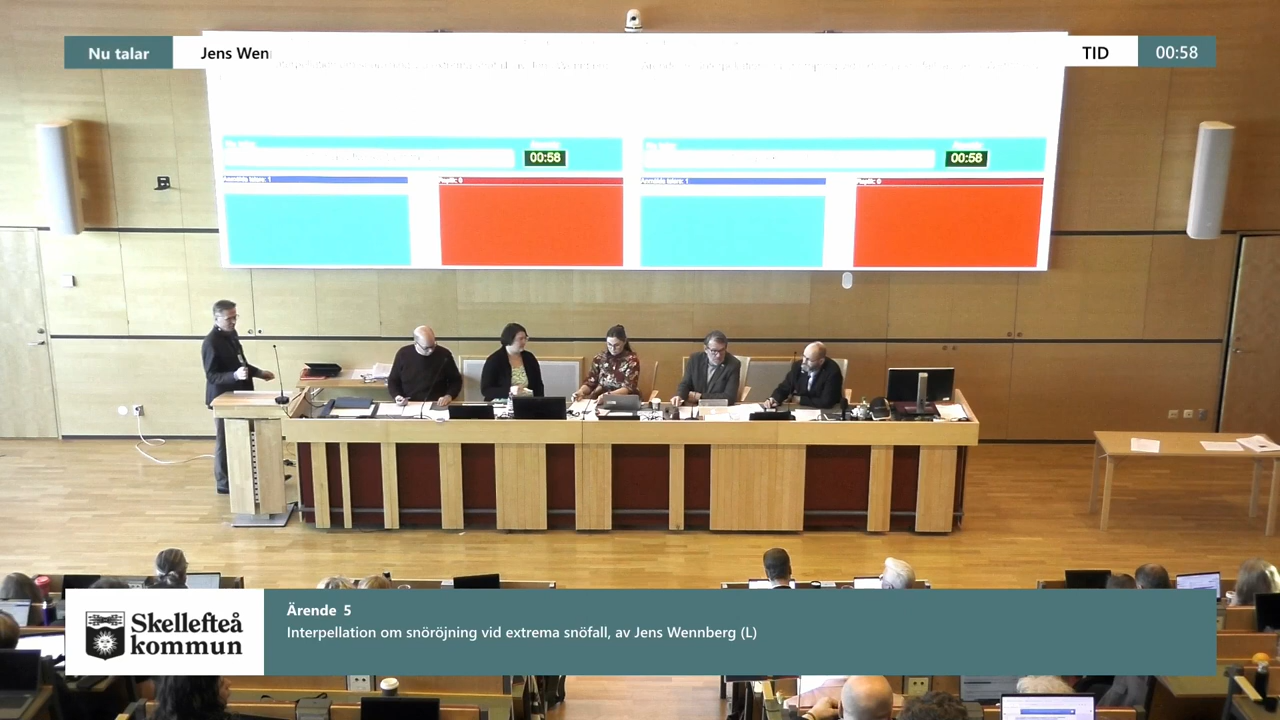 Nu talar
Jens Wen
TID
00:58
00:58
00:58
Skellefteå
kommun
Ärende 5
Interpellation om snöröjning vid extrema snöfall, av Jens Wennberg (L)